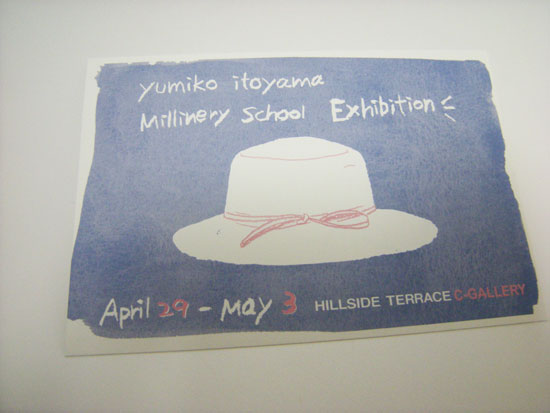 yumiko itoyama
Millinery School Exhibition
April 29 - May 3 HILLSIDE TERRACE C-GALLERY